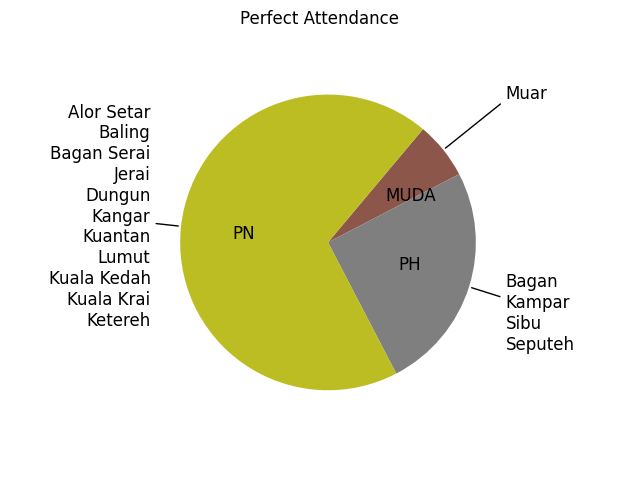 Perfect Attendance
Muar
Alor Setar
Baling
Bagan Serai
Jerai
Dungun
Kangar
Kuantan
Lumut
Kuala Kedah
Kuala Krai
Ketereh
MUDA
PN
PH
Bagan
Kampar
Sibu
Seputeh